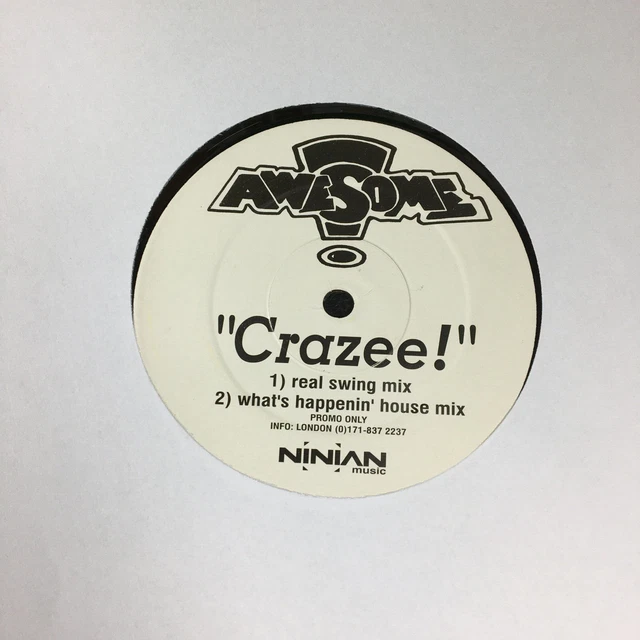 AWESOME
"Crazee!"
1) real swing mix
2) what's happenin' house mix
PROMO ONLY
INFO: LONDON (0)171-837 2237
NINIAN
music